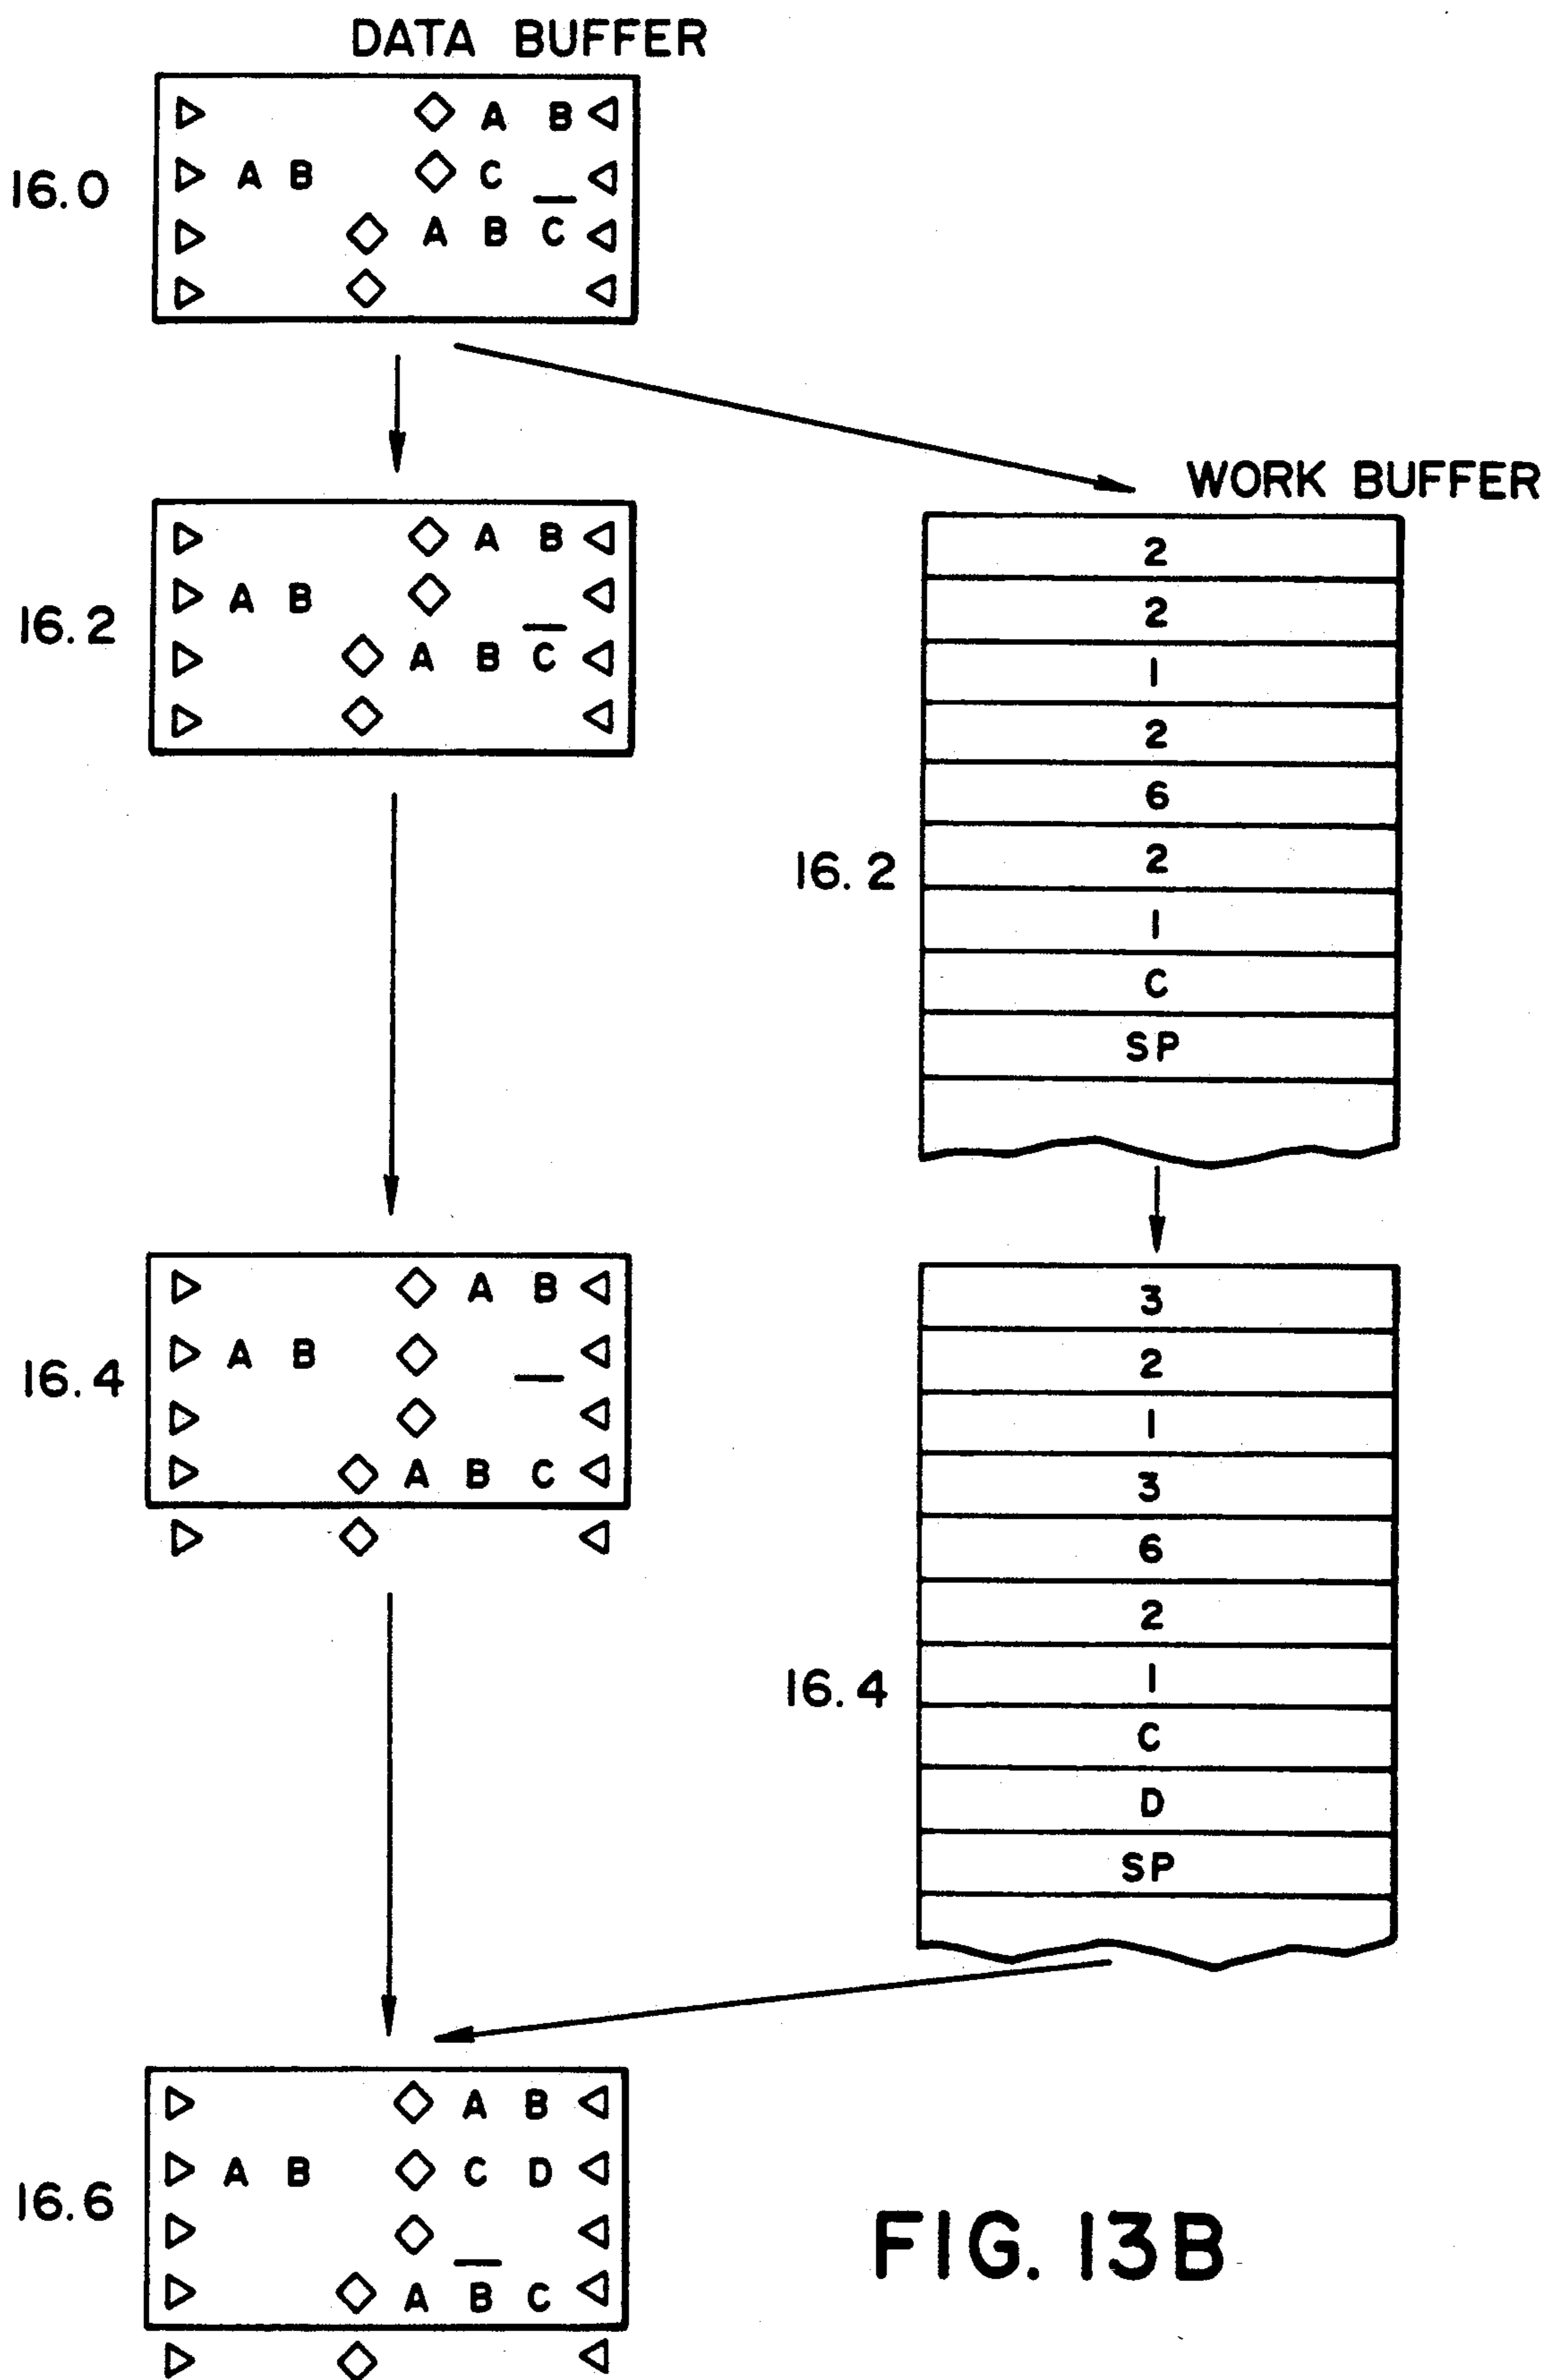 DATA BUFFER
16.0
▷ ◇ A B ◁
▷ A B ◇ C ◁
▷ ◇ A B C̅ ◁
▷ ◇ ◁
16.2
▷ ◇ A B ◁
▷ A B ◇ ◁
▷ ◇ A B C̅ ◁
▷ ◇ ◁
WORK BUFFER
16.2
2
2
1
2
6
2
1
C
SP
16.4
▷ ◇ A B ◁
▷ A B ◇ ◁
▷ ◇ ◁
▷ ◇ A B C ◁
▷ ◇ ◁
16.4
3
2
1
3
6
2
1
C
D
SP
16.6
▷ ◇ A B ◁
▷ A B ◇ C D ◁
▷ ◇ ◁
▷ ◇ A B̅ C ◁
▷ ◇ ◁
FIG. 13B